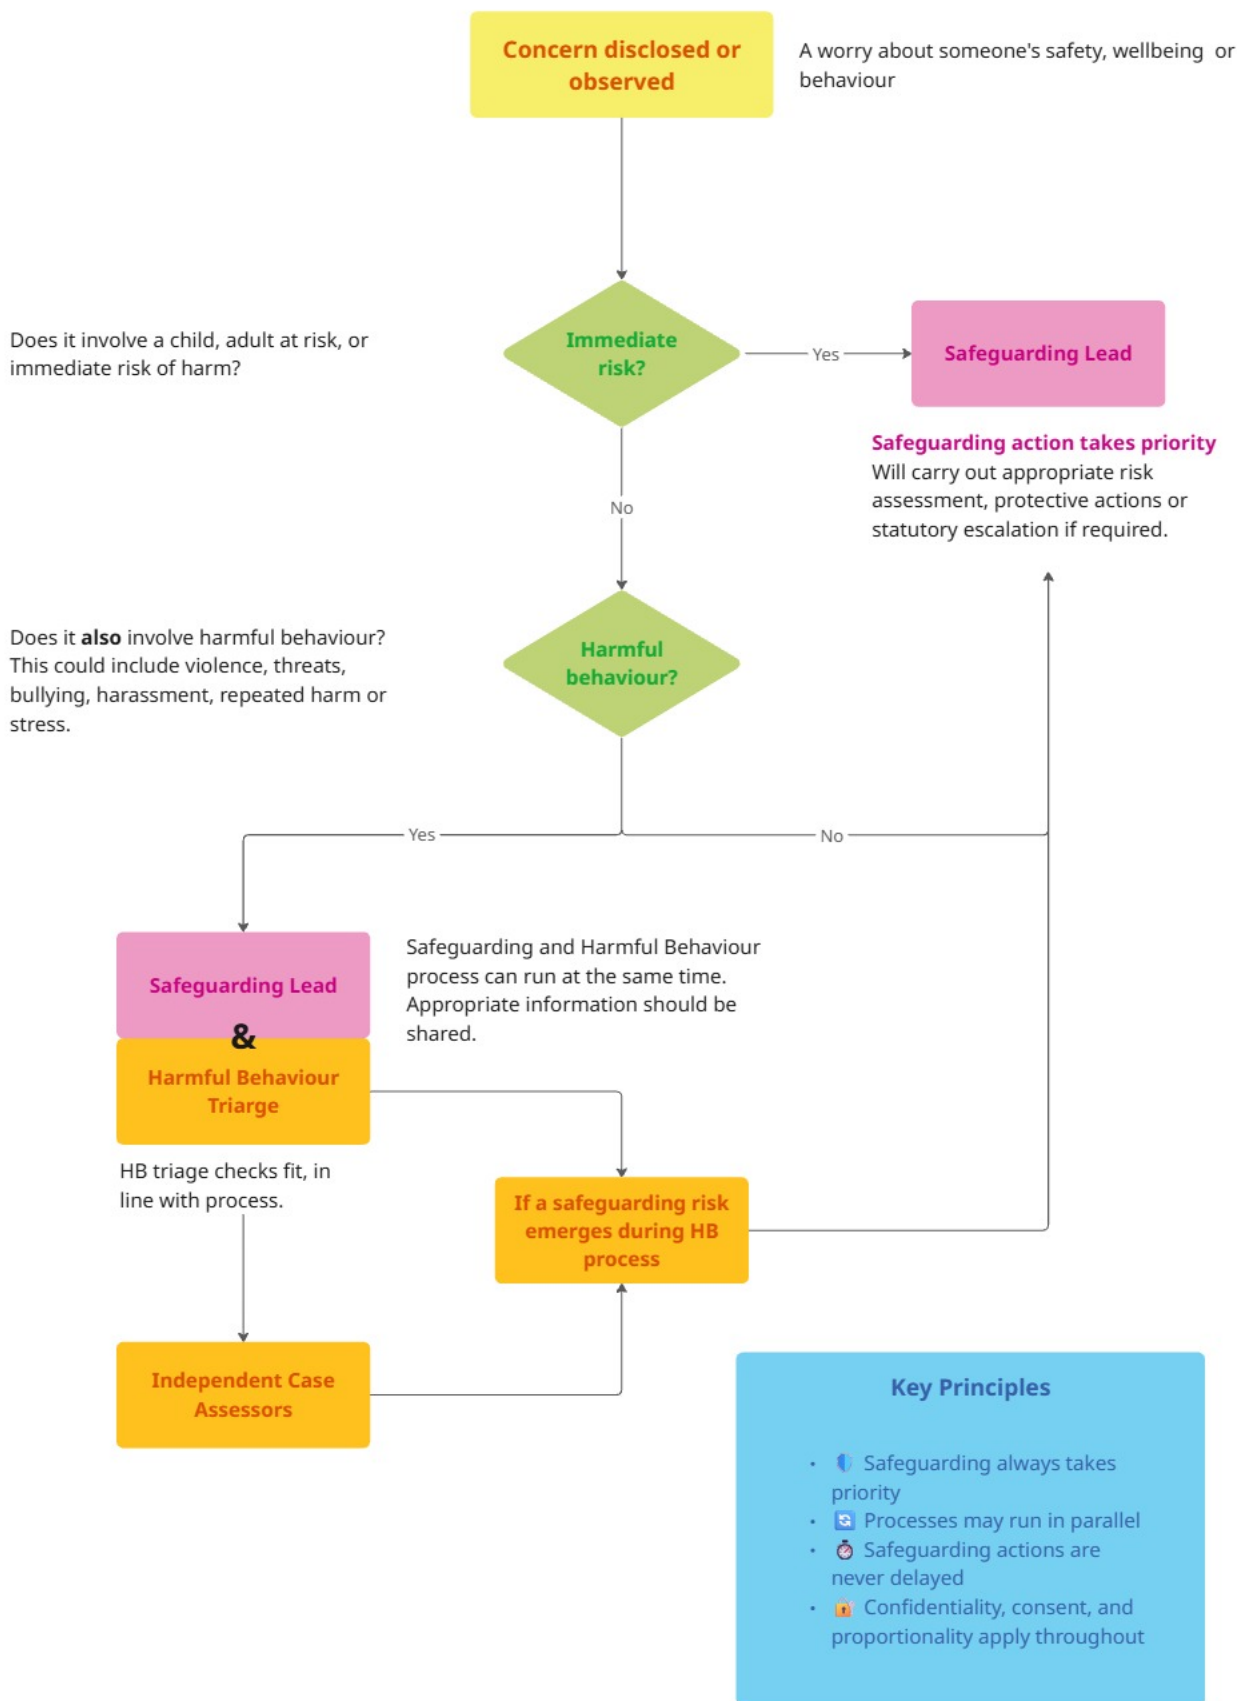 Concern disclosed or
observed
A worry about someone's safety, wellbeing or
behaviour
Does it involve a child, adult at risk, or
immediate risk of harm?
Immediate
risk?
Yes
Safeguarding Lead
Safeguarding action takes priority
Will carry out appropriate risk
assessment, protective actions or
statutory escalation if required.
No
Does it also involve harmful behaviour?
This could include violence, threats,
bullying, harassment, repeated harm or
stress.
Harmful
behaviour?
Yes
No
Safeguarding Lead
&
Harmful Behaviour
Triarge
Safeguarding and Harmful Behaviour
process can run at the same time.
Appropriate information should be
shared.
HB triage checks fit, in
line with process.
If a safeguarding risk
emerges during HB
process
Independent Case
Assessors
Key Principles
• 🛡️ Safeguarding always takes
priority
• 🔄 Processes may run in parallel
• ⏱️ Safeguarding actions are
never delayed
• 🔐 Confidentiality, consent, and
proportionality apply throughout